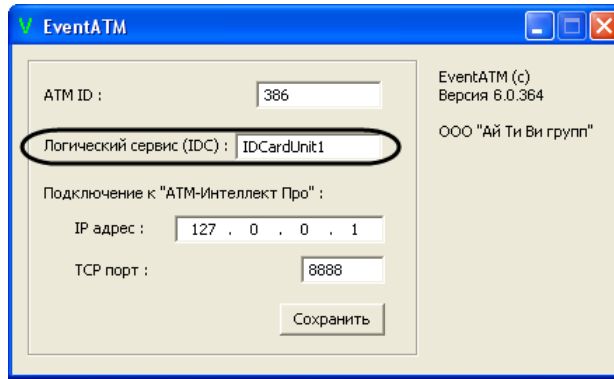 EventATM
ATM ID : 386
EventATM (c)
Версия 6.0.364
ООО "Ай Ти Ви групп"
Логический сервис (IDC) : IDCardUnit1
Подключение к "АТМ-Интеллект Про" :
IP адрес : 127 . 0 . 0 . 1
TCP порт : 8888
Сохранить